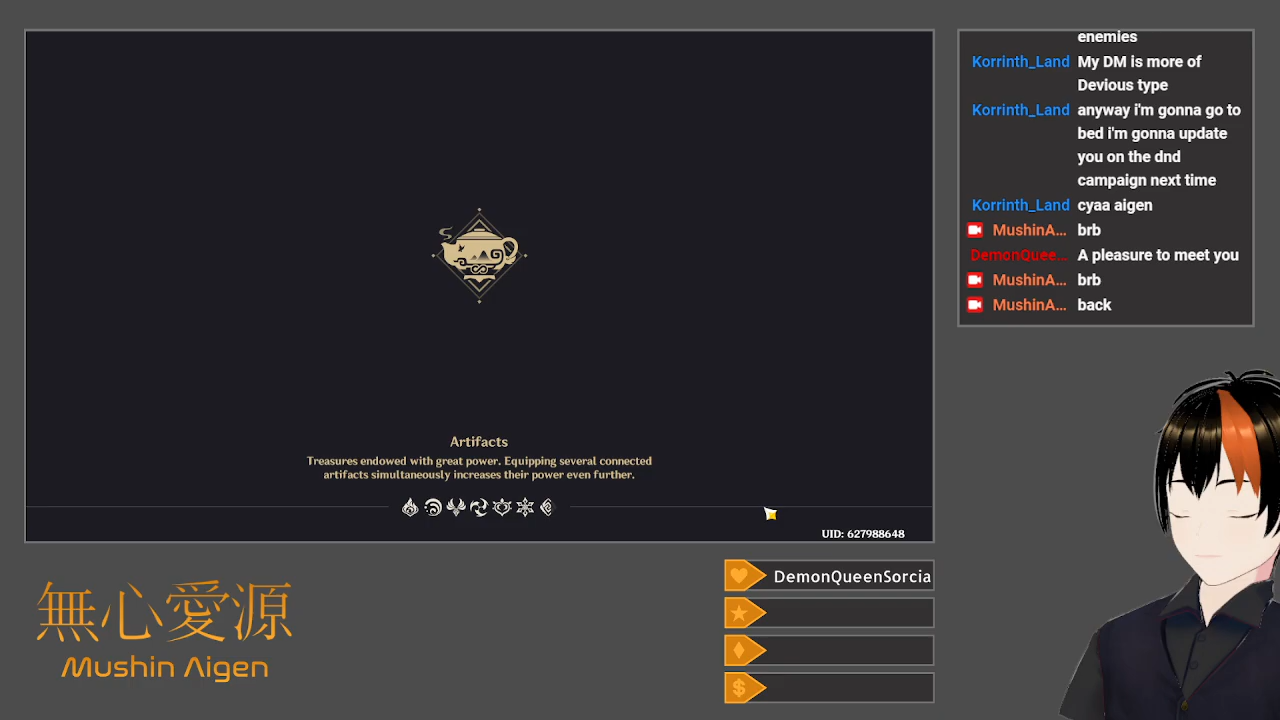 enemies
Korrinth_Land My DM is more of
Devious type
Korrinth_Land anyway i'm gonna go to
bed i'm gonna update
you on the dnd
campaign next time
Korrinth_Land cyaa aigen
MushinA... brb
DemonQuee... A pleasure to meet you
MushinA... brb
MushinA... back
Artifacts
Treasures endowed with great power. Equipping several connected
artifacts simultaneously increases their power even further.
UID: 627988648
DemonQueenSorcia
無心愛源
Mushin Aigen